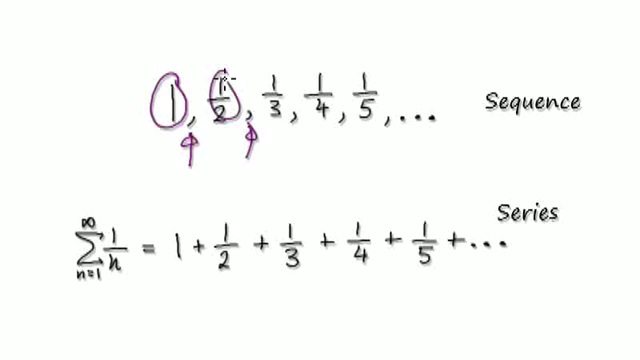 1, 1/2, 1/3, 1/4, 1/5, ... Sequence
Series
∞∑n=1 1/n = 1 + 1/2 + 1/3 + 1/4 + 1/5 + ...